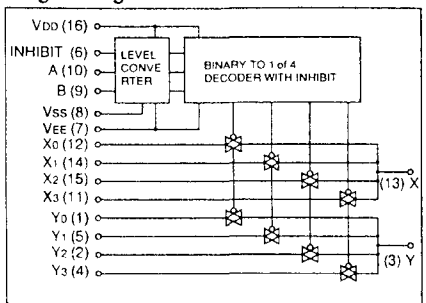 VDD (16)
INHIBIT (6)
A (10)
B (9)
VSS (8)
VEE (7)
X0 (12)
X1 (14)
X2 (15)
X3 (11)
Y0 (1)
Y1 (5)
Y2 (2)
Y3 (4)
LEVEL
CONVE
RTER
BINARY TO 1 of 4
DECODER WITH INHIBIT
(13) X
(3) Y